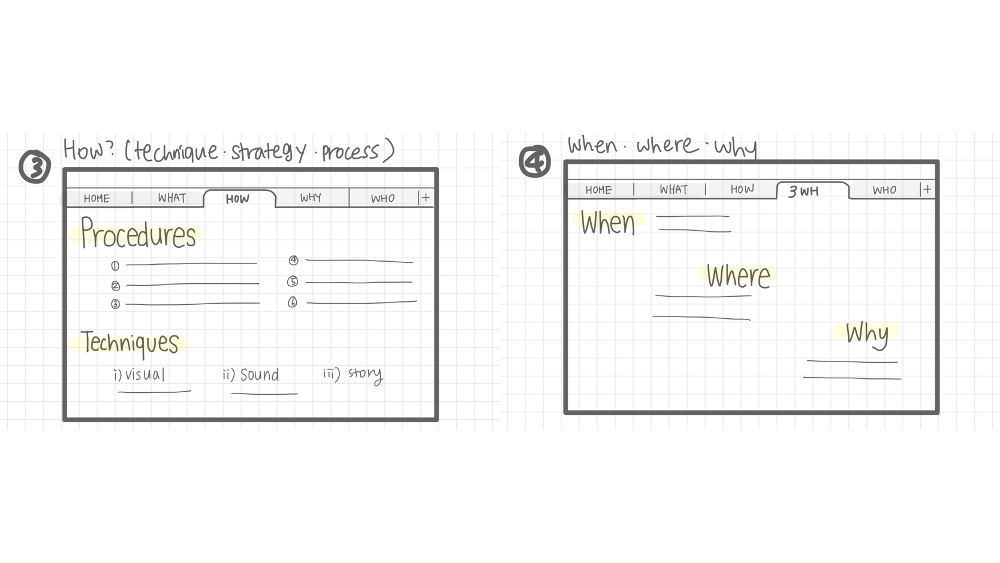 ③ How? (technique · strategy · process)
HOME | WHAT HOW WHY | WHO | +
Procedures
①
②
③
④
⑤
⑥
Techniques
i) visual ii) Sound iii) story
④ when · where · why
HOME | WHAT | HOW 3WH WHO | +
When
Where
Why